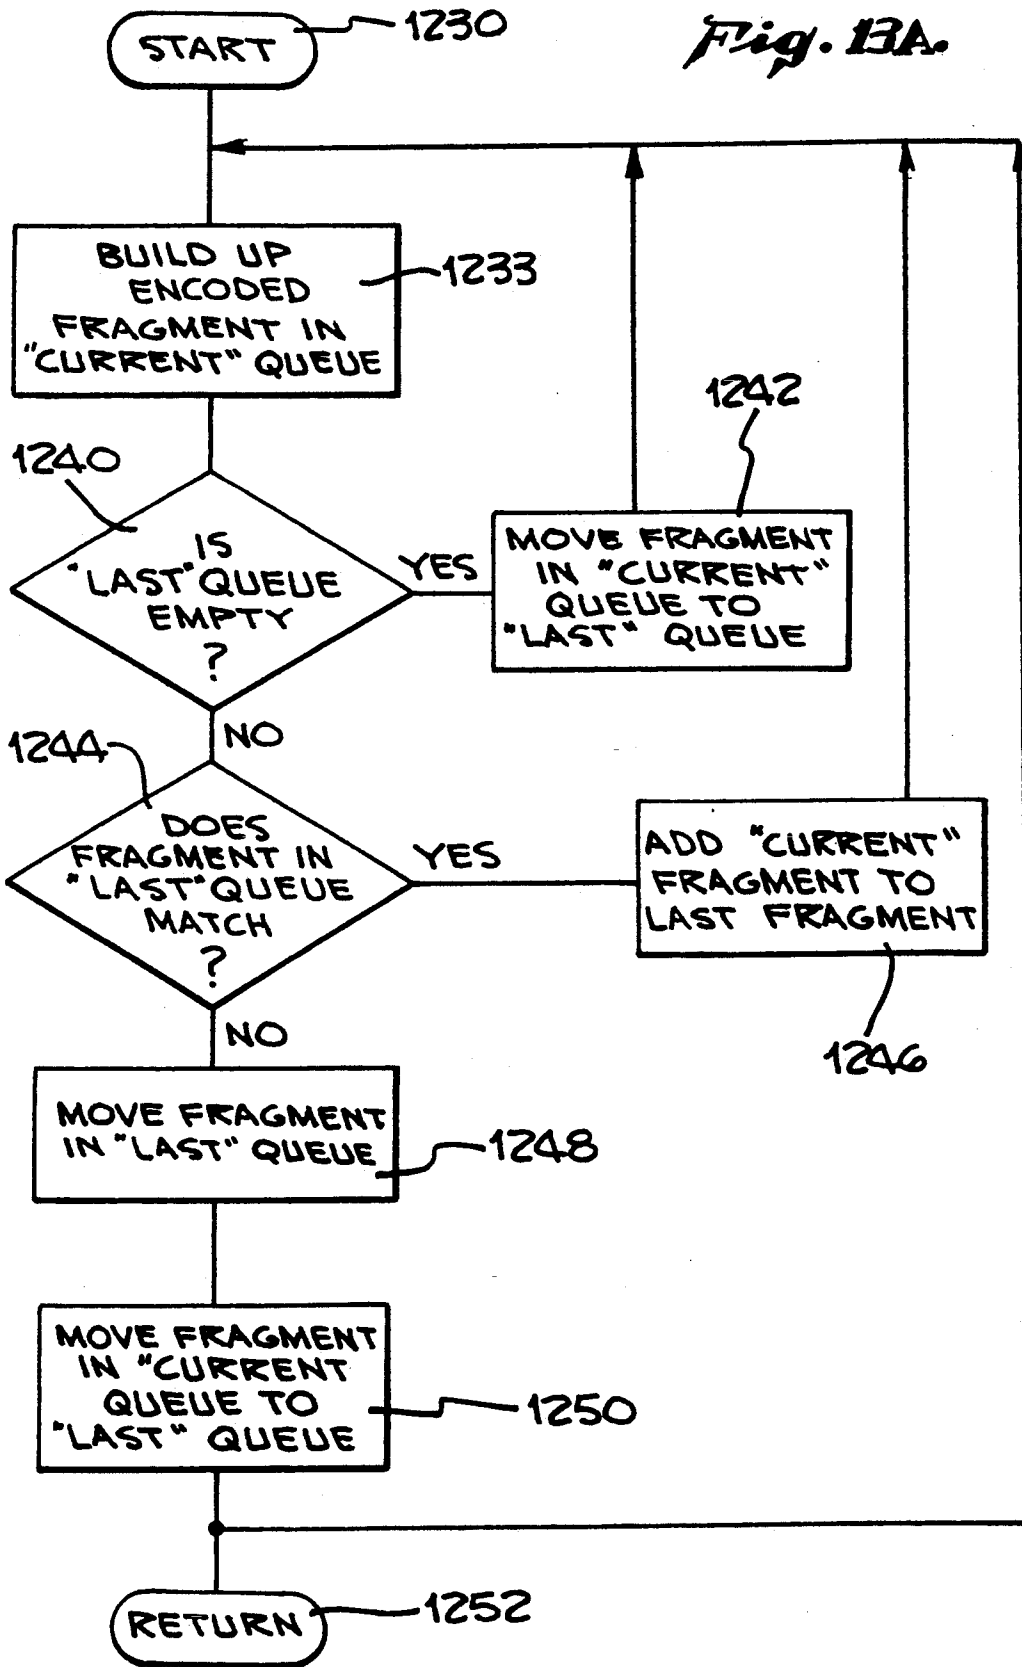 START
1230
Fig. 13A.
BUILD UP
ENCODED
FRAGMENT IN
"CURRENT" QUEUE
1233
1240
IS
"LAST" QUEUE
EMPTY
?
YES
1242
MOVE FRAGMENT
IN "CURRENT"
QUEUE TO
"LAST" QUEUE
NO
1244
DOES
FRAGMENT IN
"LAST" QUEUE
MATCH
?
YES
ADD "CURRENT"
FRAGMENT TO
LAST FRAGMENT
1246
NO
MOVE FRAGMENT
IN "LAST" QUEUE
1248
MOVE FRAGMENT
IN "CURRENT
QUEUE TO
"LAST" QUEUE
1250
RETURN
1252